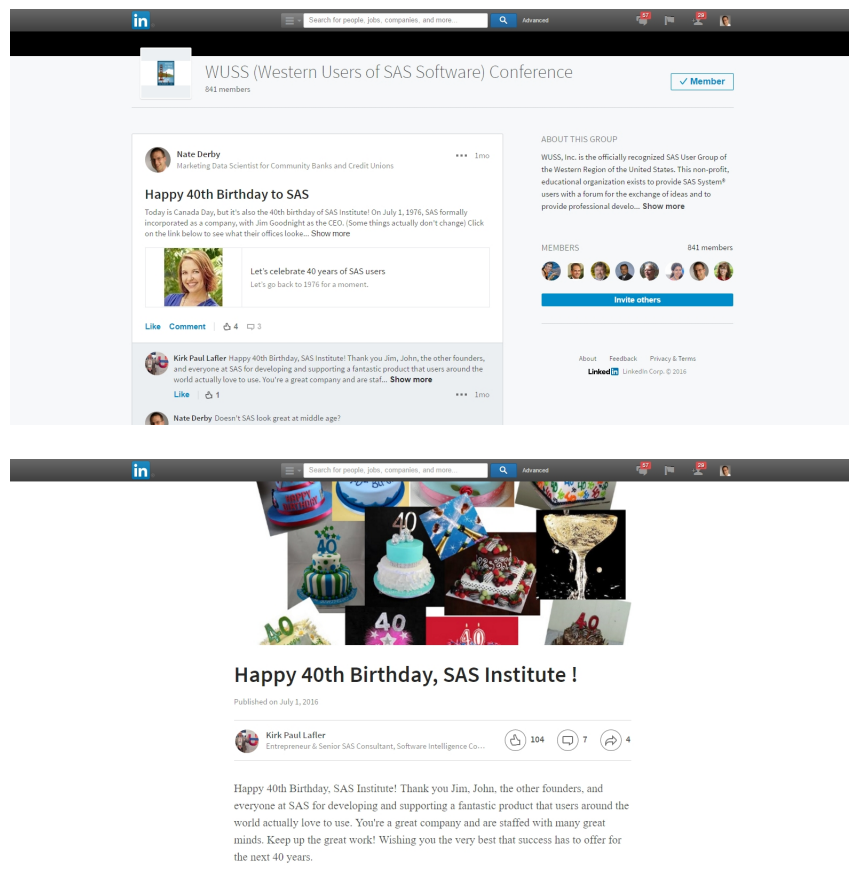 in
Search for people, jobs, companies, and more...
Advanced
57
29
WUSS (Western Users of SAS Software) Conference
841 members
Member
Nate Derby
Marketing Data Scientist for Community Banks and Credit Unions
1mo
Happy 40th Birthday to SAS
Today is Canada Day, but it's also the 40th birthday of SAS Institute! On July 1, 1976, SAS formally
incorporated as a company, with Jim Goodnight as the CEO. (Some things actually don't change) Click
on the link below to see what their offices looke... Show more
Let's celebrate 40 years of SAS users
Let's go back to 1976 for a moment.
Like Comment 4 3
Kirk Paul Lafler Happy 40th Birthday, SAS Institute! Thank you Jim, John, the other founders,
and everyone at SAS for developing and supporting a fantastic product that users around the
world actually love to use. You're a great company and are staf... Show more
Like 1
1mo
Nate Derby Doesn't SAS look great at middle age?
ABOUT THIS GROUP
WUSS, Inc. is the officially recognized SAS User Group of
the Western Region of the United States. This non-profit,
educational organization exists to provide SAS System®
users with a forum for the exchange of ideas and to
provide professional develo... Show more
MEMBERS 841 members
Invite others
About Feedback Privacy & Terms
Linked in LinkedIn Corp. © 2016
in
Search for people, jobs, companies, and more...
Advanced
57
29
HAPPY
BIRTHDAY
40
40
40
40
40
40
Happy 40th Birthday, SAS Institute !
Published on July 1, 2016
Kirk Paul Lafler
Entrepreneur & Senior SAS Consultant, Software Intelligence Co...
104 7 4
Happy 40th Birthday, SAS Institute! Thank you Jim, John, the other founders, and
everyone at SAS for developing and supporting a fantastic product that users around the
world actually love to use. You're a great company and are staffed with many great
minds. Keep up the great work! Wishing you the very best that success has to offer for
the next 40 years.